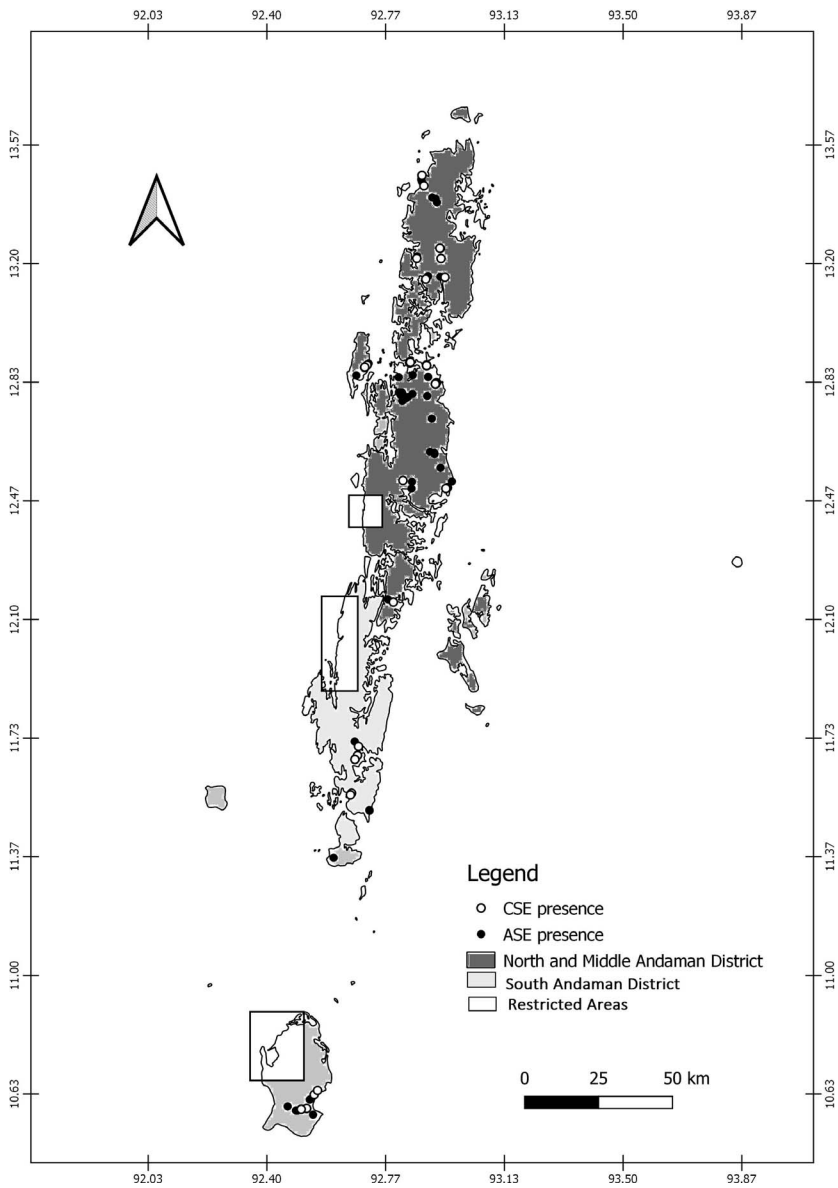 92.03 92.40 92.77 93.13 93.50 93.87
13.57 13.57
13.20 13.20
12.83 12.83
12.47 12.47
12.10 12.10
11.73 11.73
11.37 11.37
Legend
CSE presence
ASE presence
North and Middle Andaman District
11.00 11.00
South Andaman District
Restricted Areas
0 25 50 km
10.63 10.63
92.03 92.40 92.77 93.13 93.50 93.87